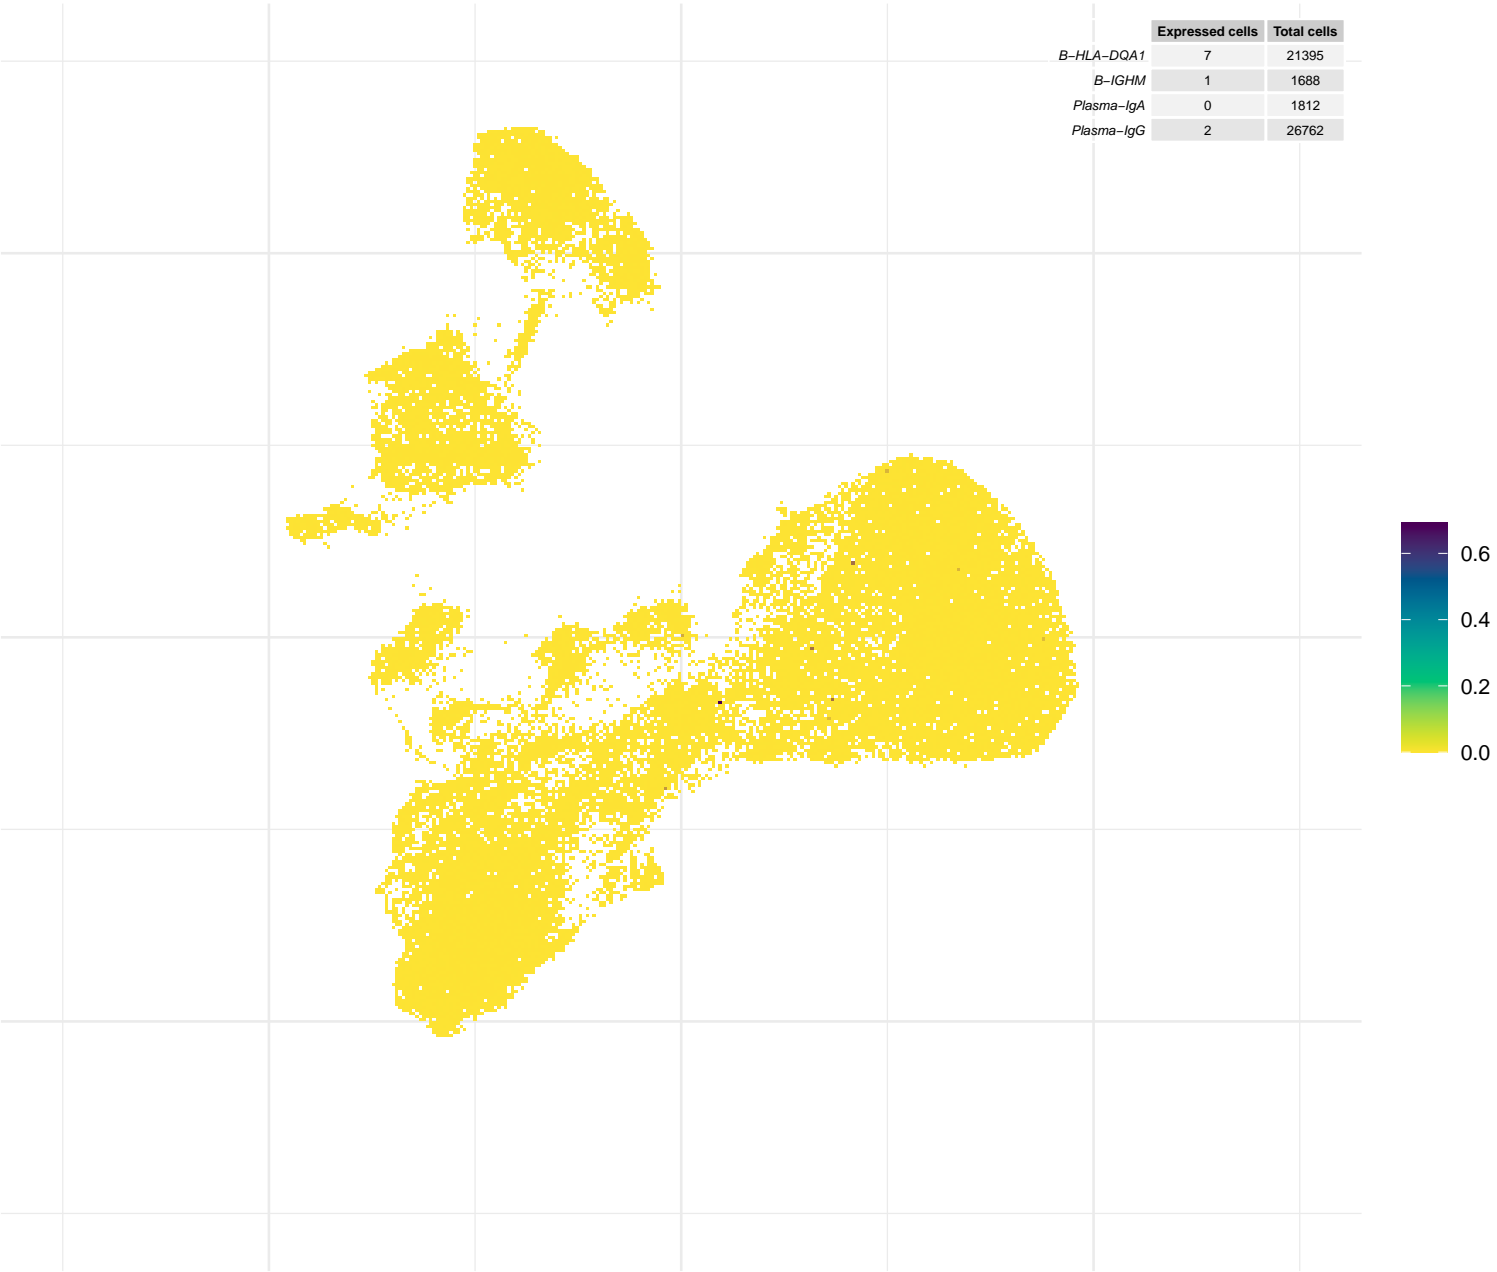 Expressed cells Total cells
B−HLA−DQA1 7 21395
B−IGHM 1 1688
Plasma−IgA 0 1812
Plasma−IgG 2 26762
0.6
0.4
0.2
0.0